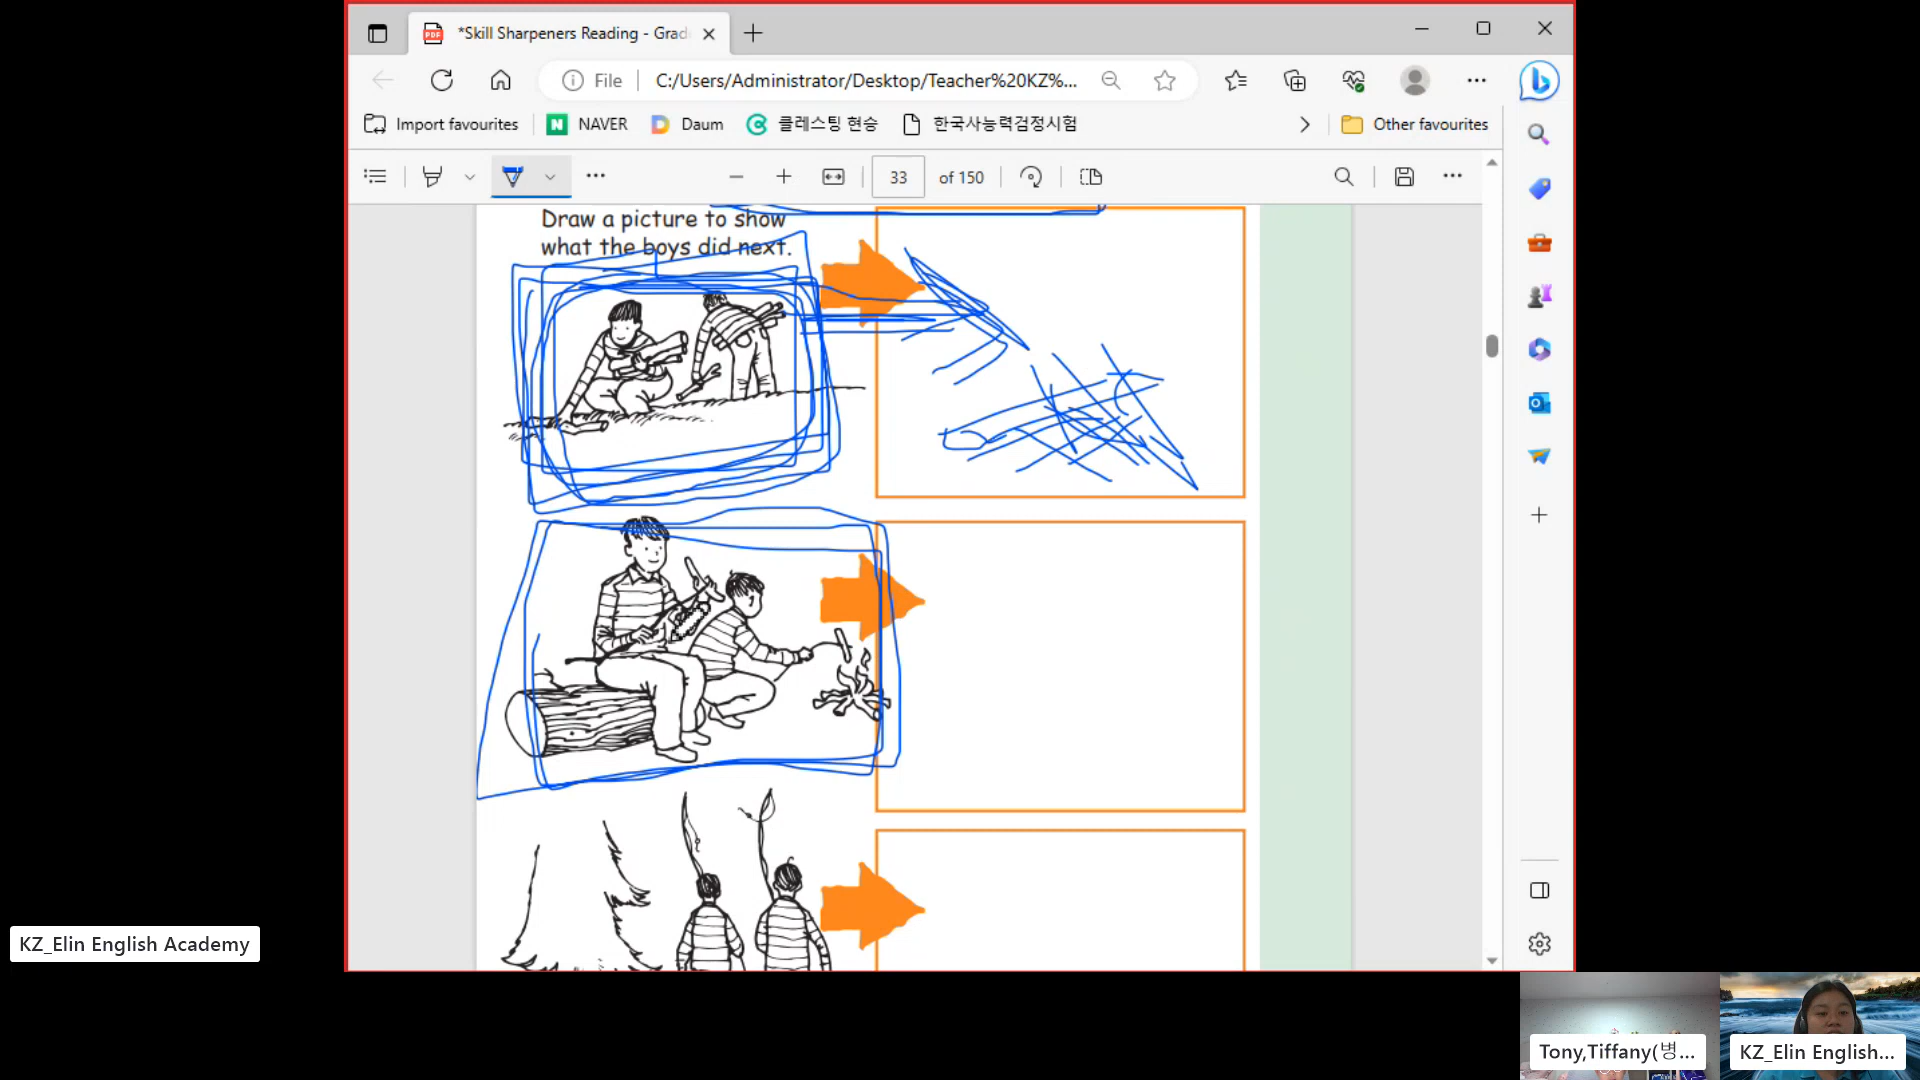 *Skill Sharpeners Reading - Grad
File
C:/Users/Administrator/Desktop/Teacher%20KZ%...
Import favourites
NAVER
Daum
클레스팅 현승
한국사능력검정시험
Other favourites
33
of 150
Draw a picture to show
what the boys did next.
KZ_Elin English Academy
Tony,Tiffany(병...
KZ_Elin English...